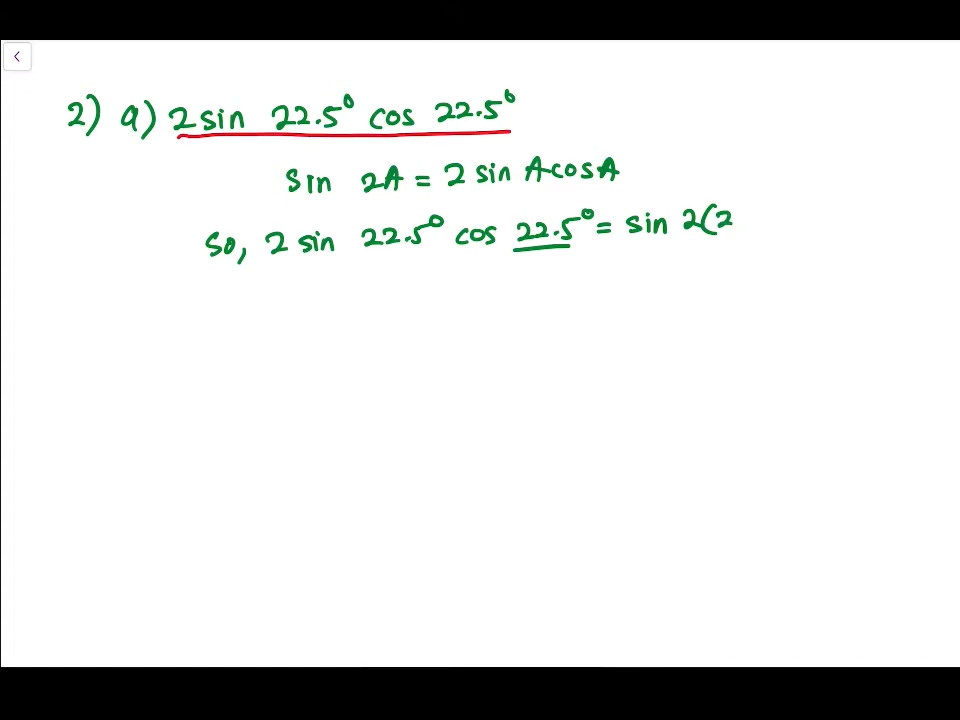 2) a) 2 sin 22.5° cos 22.5°
sin 2A = 2 sin A cos A
So, 2 sin 22.5° cos 22.5° = sin 2(2